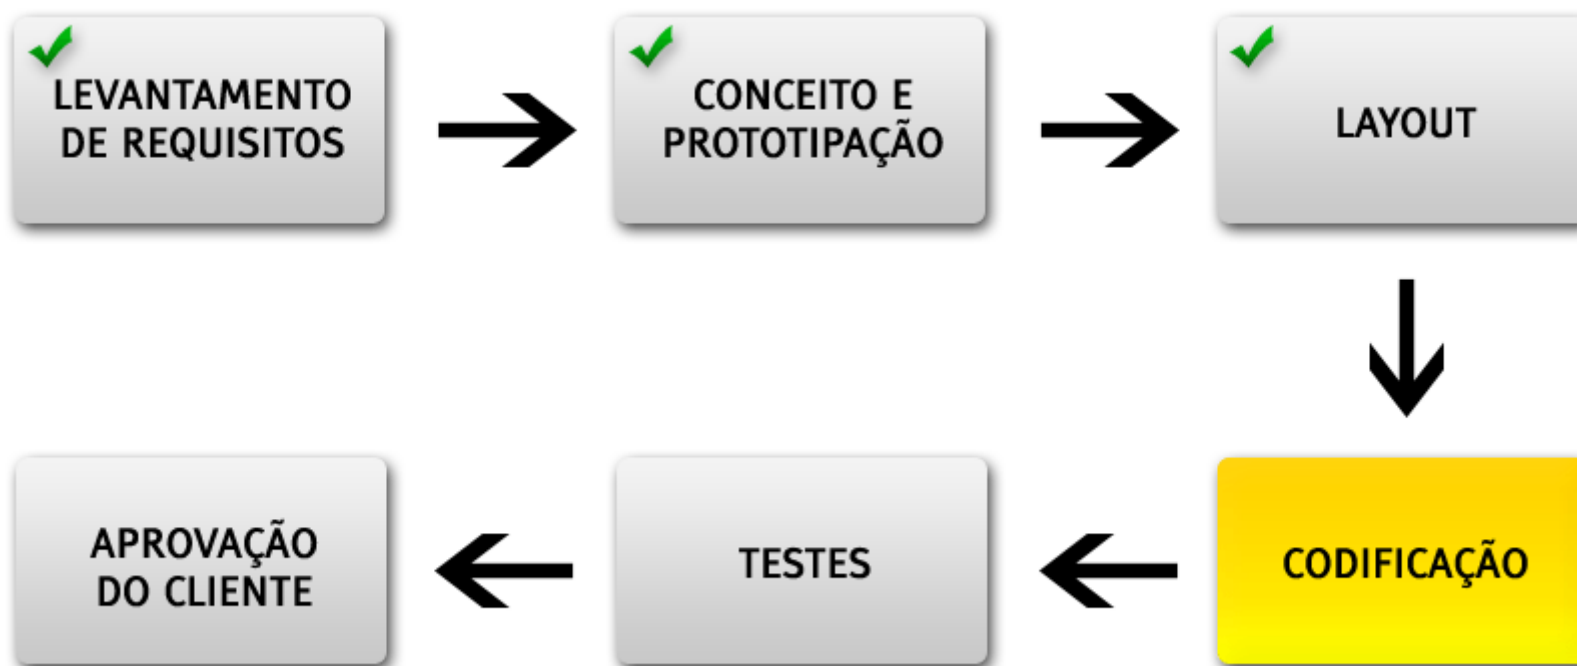 LEVANTAMENTO
DE REQUISITOS
CONCEITO E
PROTOTIPAÇÃO
LAYOUT
APROVAÇÃO
DO CLIENTE
TESTES
CODIFICAÇÃO